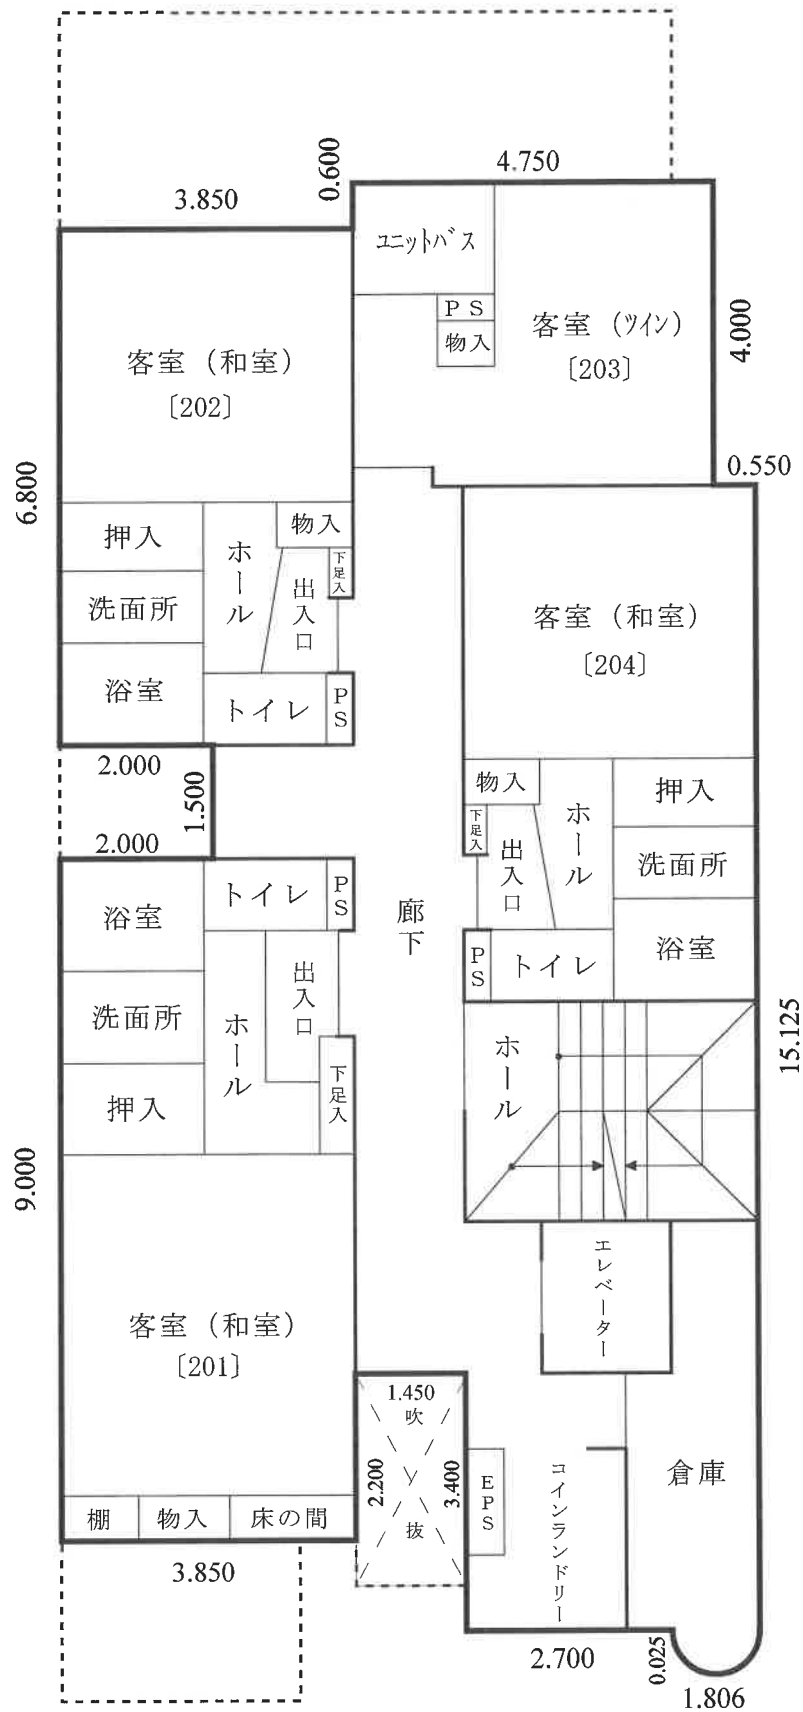 4.750
0.600
3.850
ユニットバス
PS
物入
客室（ツイン）
〔203〕
4.000
客室（和室）
〔202〕
6.800
0.550
押入
ホール
物入
下足入
洗面所
出入口
浴室
トイレ
PS
客室（和室）
〔204〕
2.000
1.500
2.000
物入
ホール
押入
下足入
出入口
洗面所
PS
トイレ
浴室
浴室
トイレ
PS
廊下
洗面所
出入口
ホール
押入
下足入
ホール
15.125
9.000
客室（和室）
〔201〕
エレベーター
1.450
吹抜
2.200
3.400
EPS
コインランドリー
倉庫
棚
物入
床の間
3.850
2.700
0.025
1.806